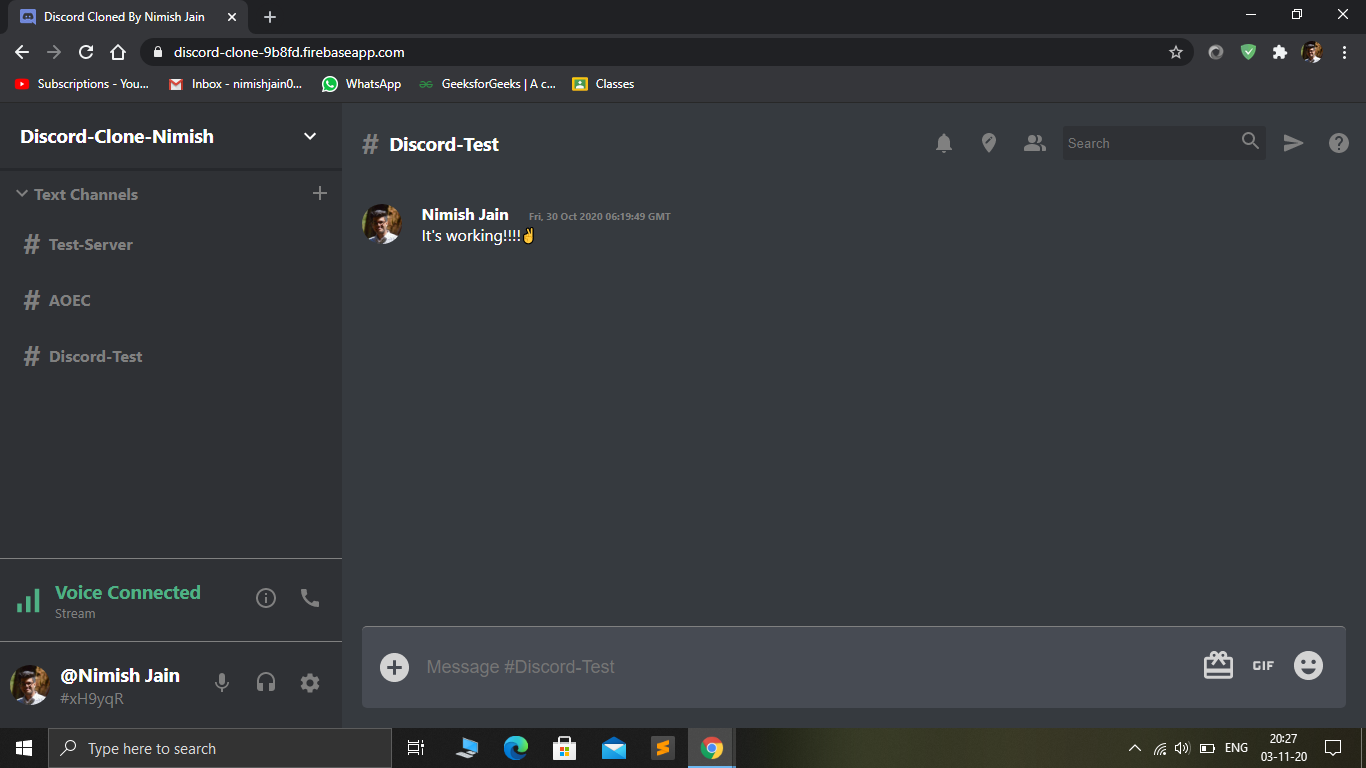 Discord Cloned By Nimish Jain
discord-clone-9b8fd.firebaseapp.com
Subscriptions - You...
Inbox - nimishjain0...
WhatsApp
GeeksforGeeks | A c...
Classes
Discord-Clone-Nimish
Text Channels
# Test-Server
# AOEC
# Discord-Test
Voice Connected
Stream
@Nimish Jain
#xH9yqR
# Discord-Test
Search
Nimish Jain Fri, 30 Oct 2020 06:19:49 GMT
It's working!!!!✌
Message #Discord-Test
GIF
Type here to search
ENG
20:27
03-11-20